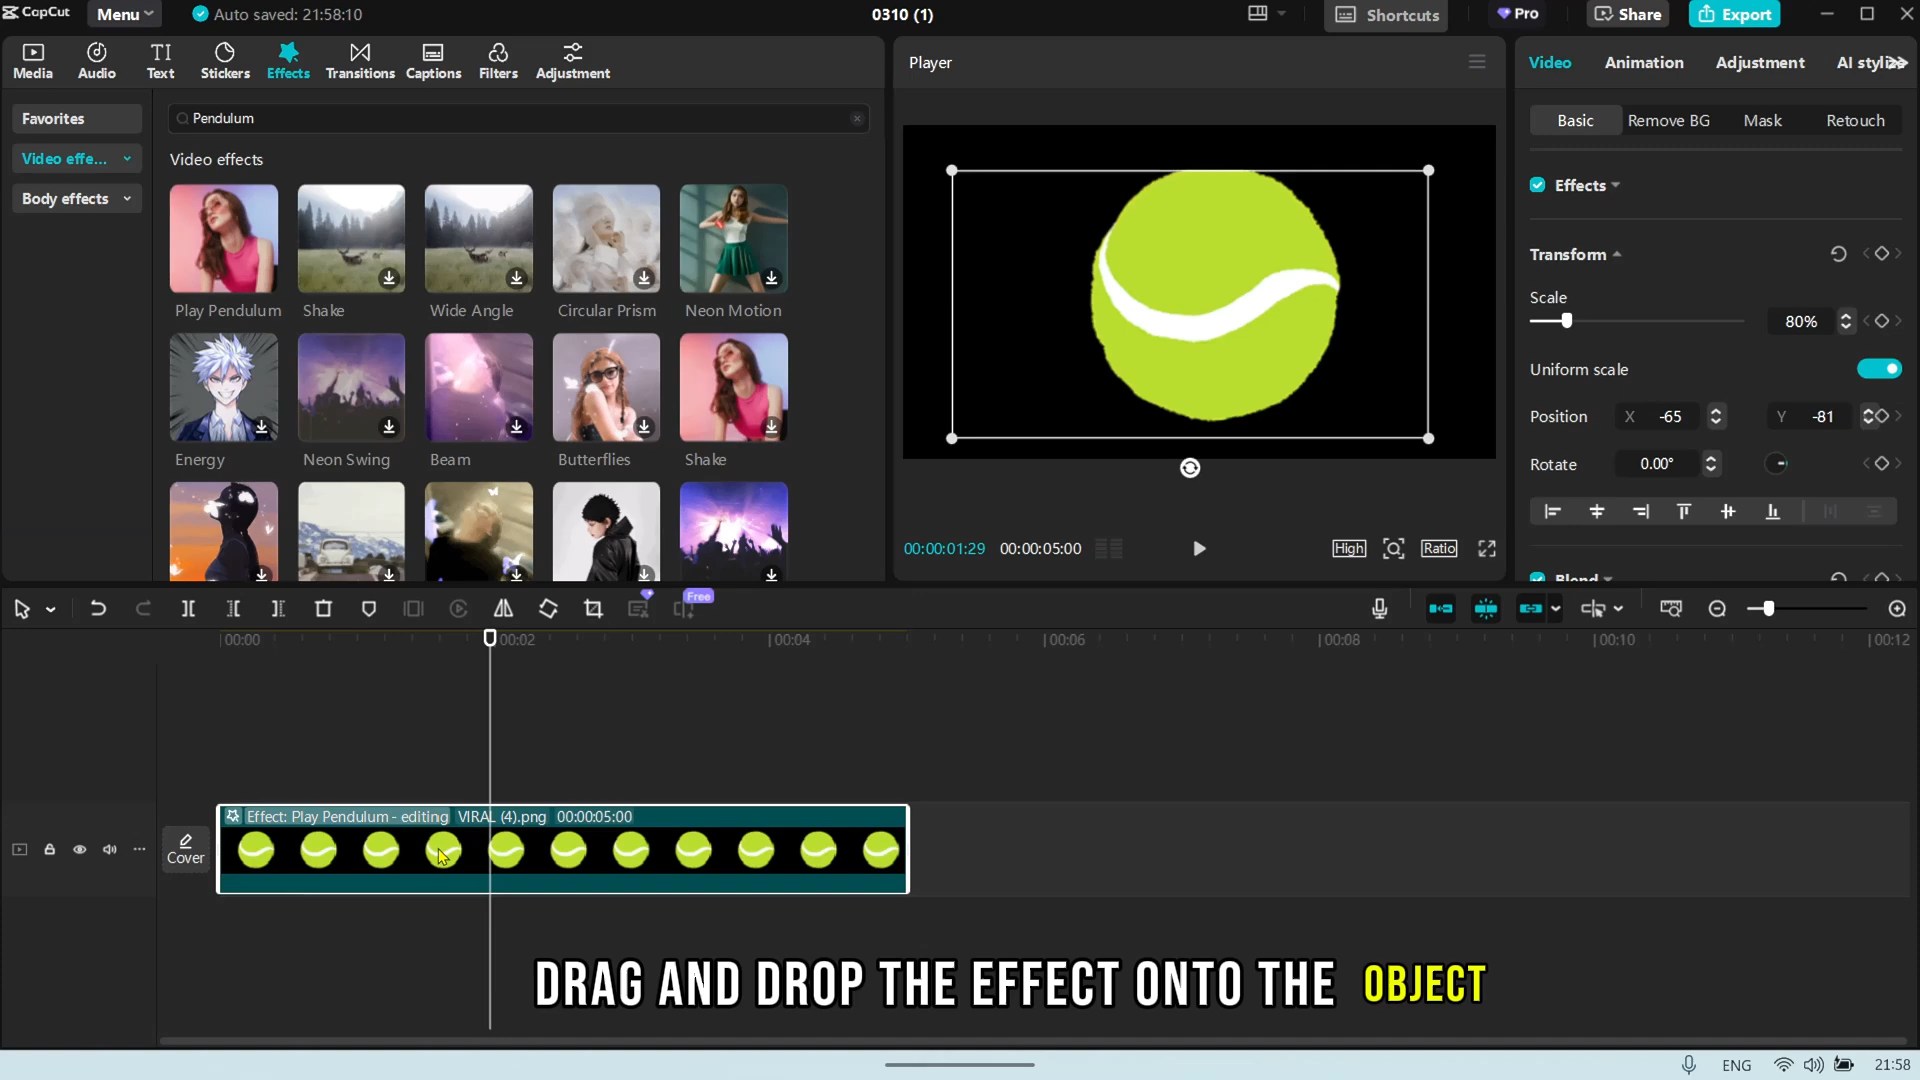 CapCut
Menu
Auto saved: 21:58:10
0310 (1)
Shortcuts
Pro
Share
Export
Media
Audio
TI
Text
Stickers
Effects
Transitions
Captions
Filters
Adjustment
Player
Video
Animation
Adjustment
AI stylize
Favorites
Pendulum
Video effe...
Body effects
Video effects
Play Pendulum
Shake
Wide Angle
Circular Prism
Neon Motion
Energy
Neon Swing
Beam
Butterflies
Shake
Basic
Remove BG
Mask
Retouch
Effects
Transform
Scale
80%
Uniform scale
Position
X
-65
Y
-81
Rotate
0.00°
Blend
00:00:01:29
00:00:05:00
High
Ratio
Free
00:00
00:02
00:04
00:06
00:08
00:10
00:12
Cover
Effect: Play Pendulum - editing
VIRAL (4).png
00:00:05:00
DRAG AND DROP THE EFFECT ONTO THE OBJECT
ENG
21:58